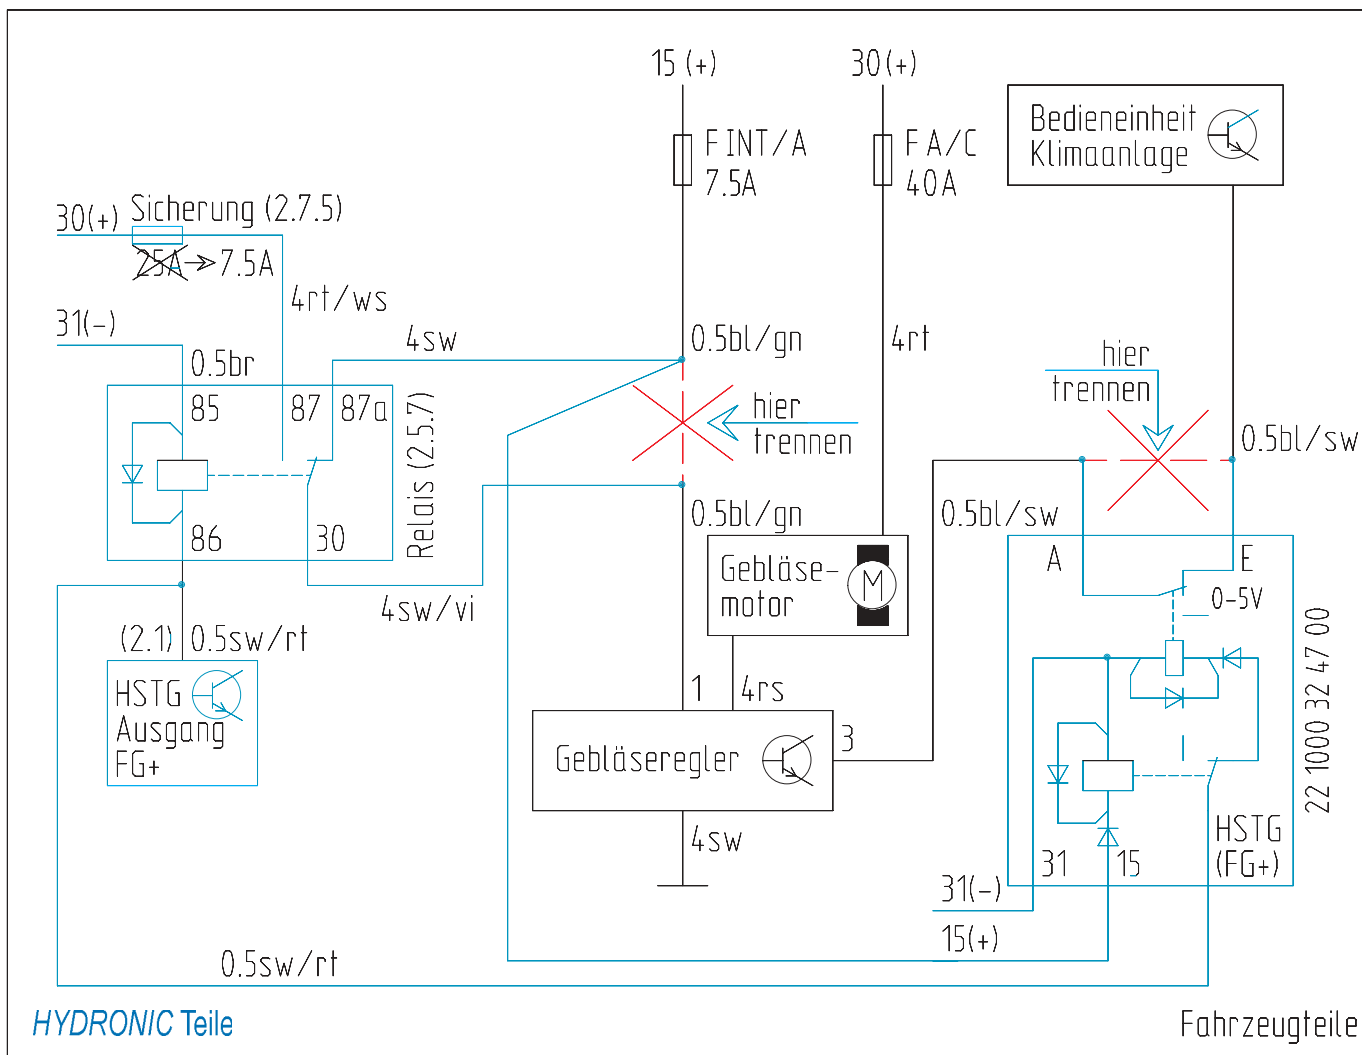 15 (+)
30(+)
Bedieneinheit
Klimaanlage
F INT/A
7.5A
F A/C
40A
Sicherung (2.7.5)
30(+)
25A
7.5A
4rt/ws
31(-)
4sw
0.5bl/gn
4rt
hier
trennen
0.5br
85
87
87a
hier
trennen
0.5bl/sw
Relais (2.5.7)
0.5bl/gn
0.5bl/sw
86
30
A
E
Gebläse-
motor
M
0-5V
4sw/vi
(2.1)
0.5sw/rt
22 1000 32 47 00
HSTG
Ausgang
FG+
1
4rs
3
Gebläseregler
4sw
HSTG
(FG+)
31
15
31(-)
15(+)
0.5sw/rt
HYDRONIC Teile
Fahrzeugteile